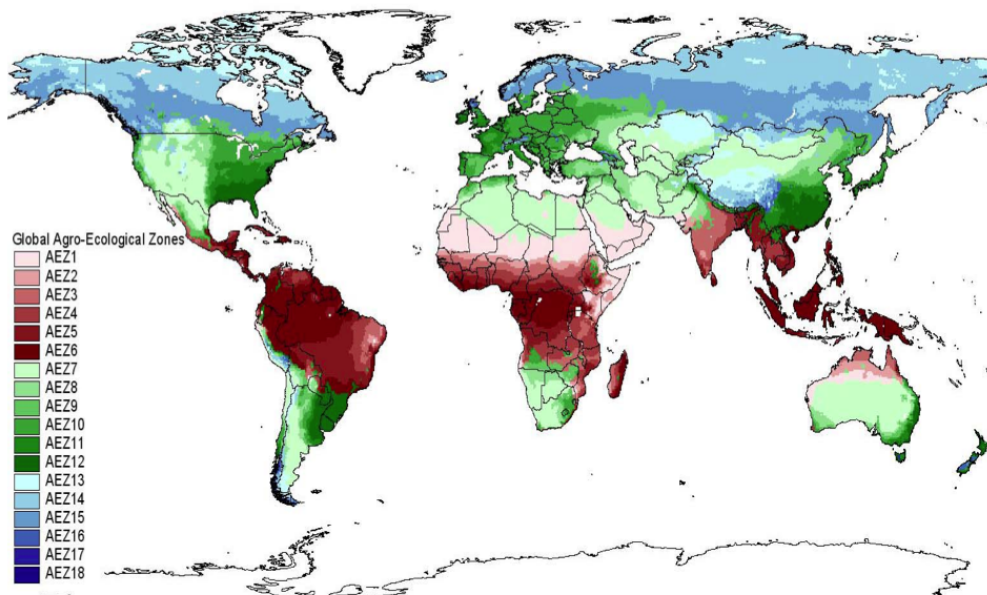 Global Agro-Ecological Zones
AEZ1
AEZ2
AEZ3
AEZ4
AEZ5
AEZ6
AEZ7
AEZ8
AEZ9
AEZ10
AEZ11
AEZ12
AEZ13
AEZ14
AEZ15
AEZ16
AEZ17
AEZ18